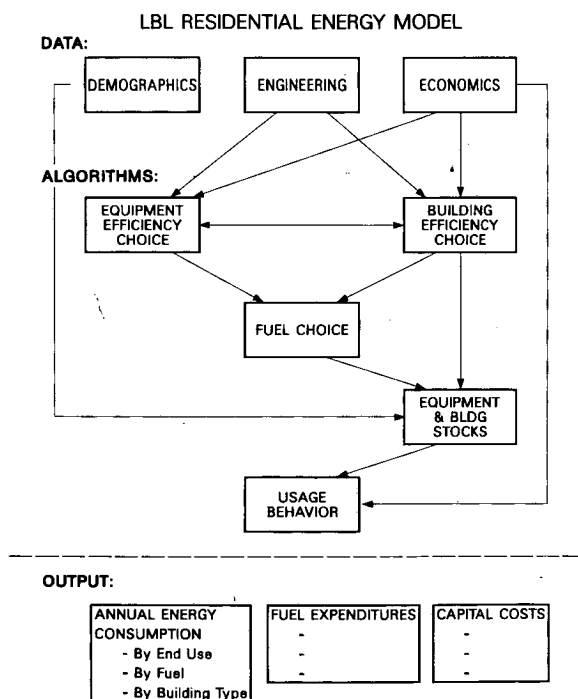 LBL RESIDENTIAL ENERGY MODEL
DATA:
DEMOGRAPHICS
ENGINEERING
ECONOMICS
ALGORITHMS:
EQUIPMENT
EFFICIENCY
CHOICE
BUILDING
EFFICIENCY
CHOICE
FUEL CHOICE
EQUIPMENT
& BLDG
STOCKS
USAGE
BEHAVIOR
OUTPUT:
ANNUAL ENERGY
CONSUMPTION
- By End Use
- By Fuel
- By Building Type
FUEL EXPENDITURES
-
-
-
CAPITAL COSTS
-
-
-